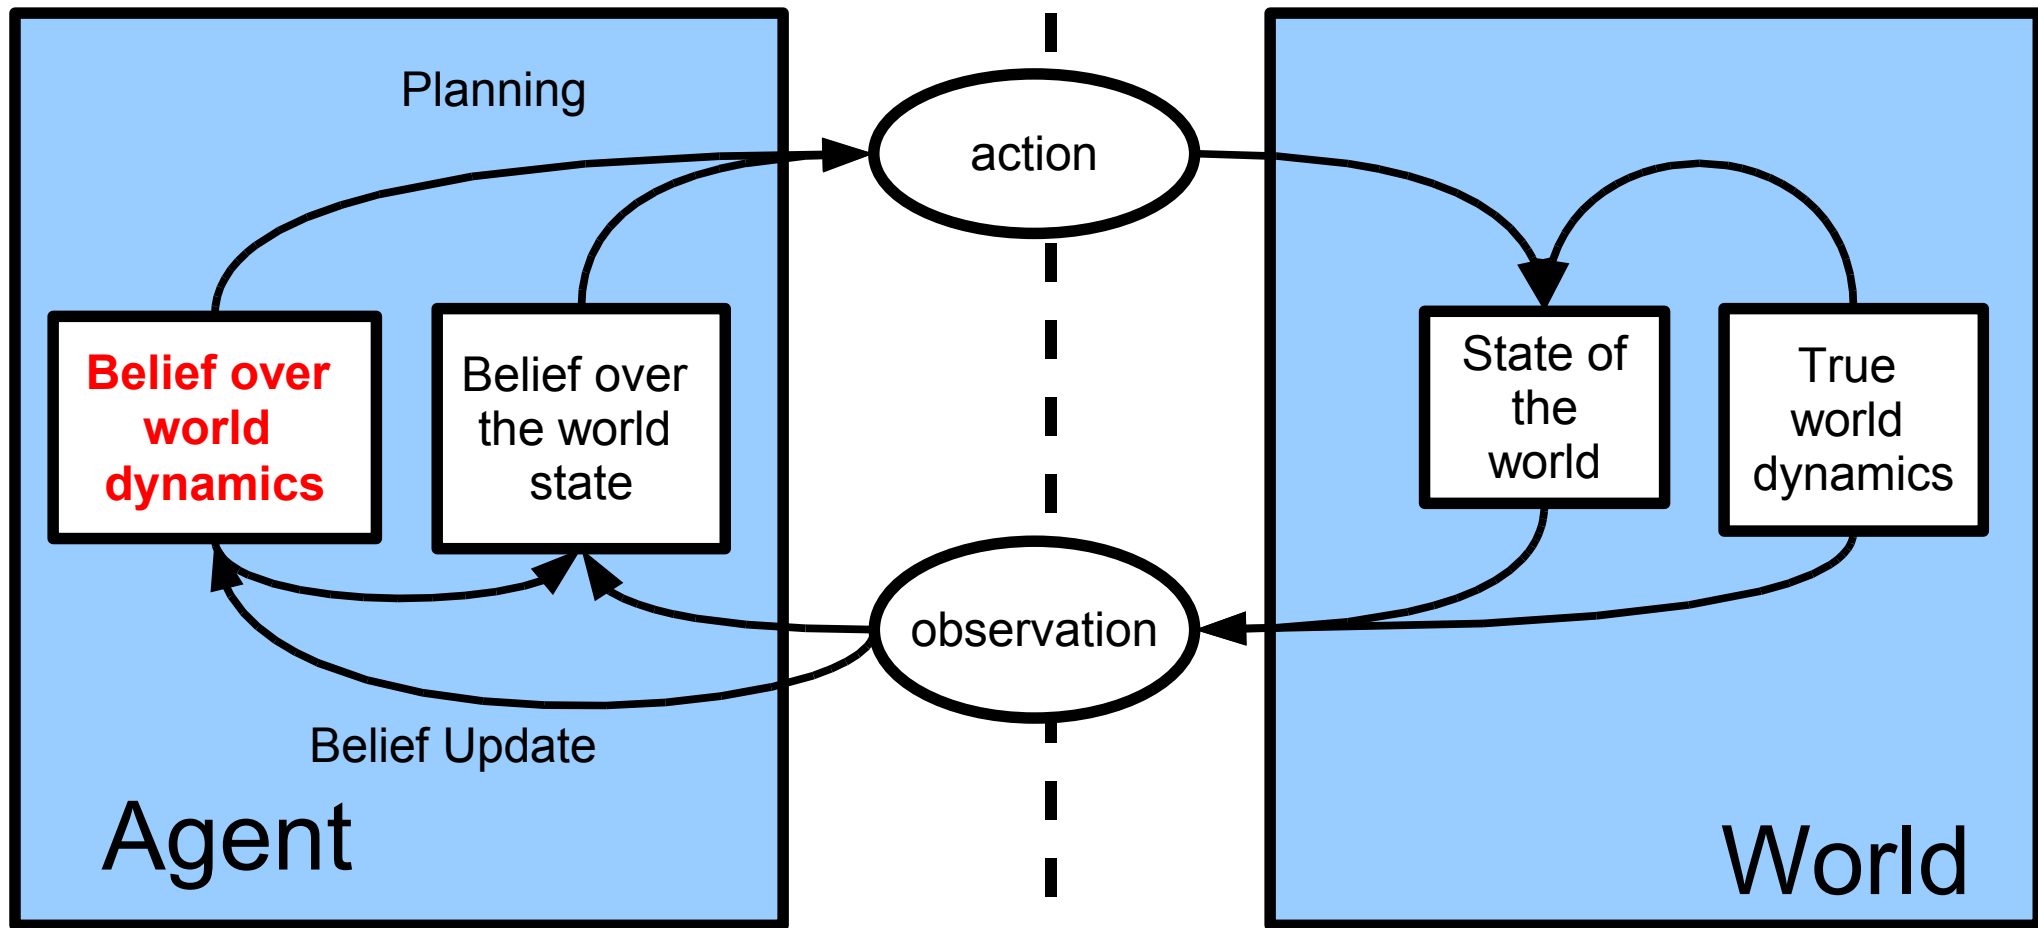 Planning
action
Belief over
world
dynamics
Belief over
the world
state
State of
the
world
True
world
dynamics
observation
Belief Update
Agent
World